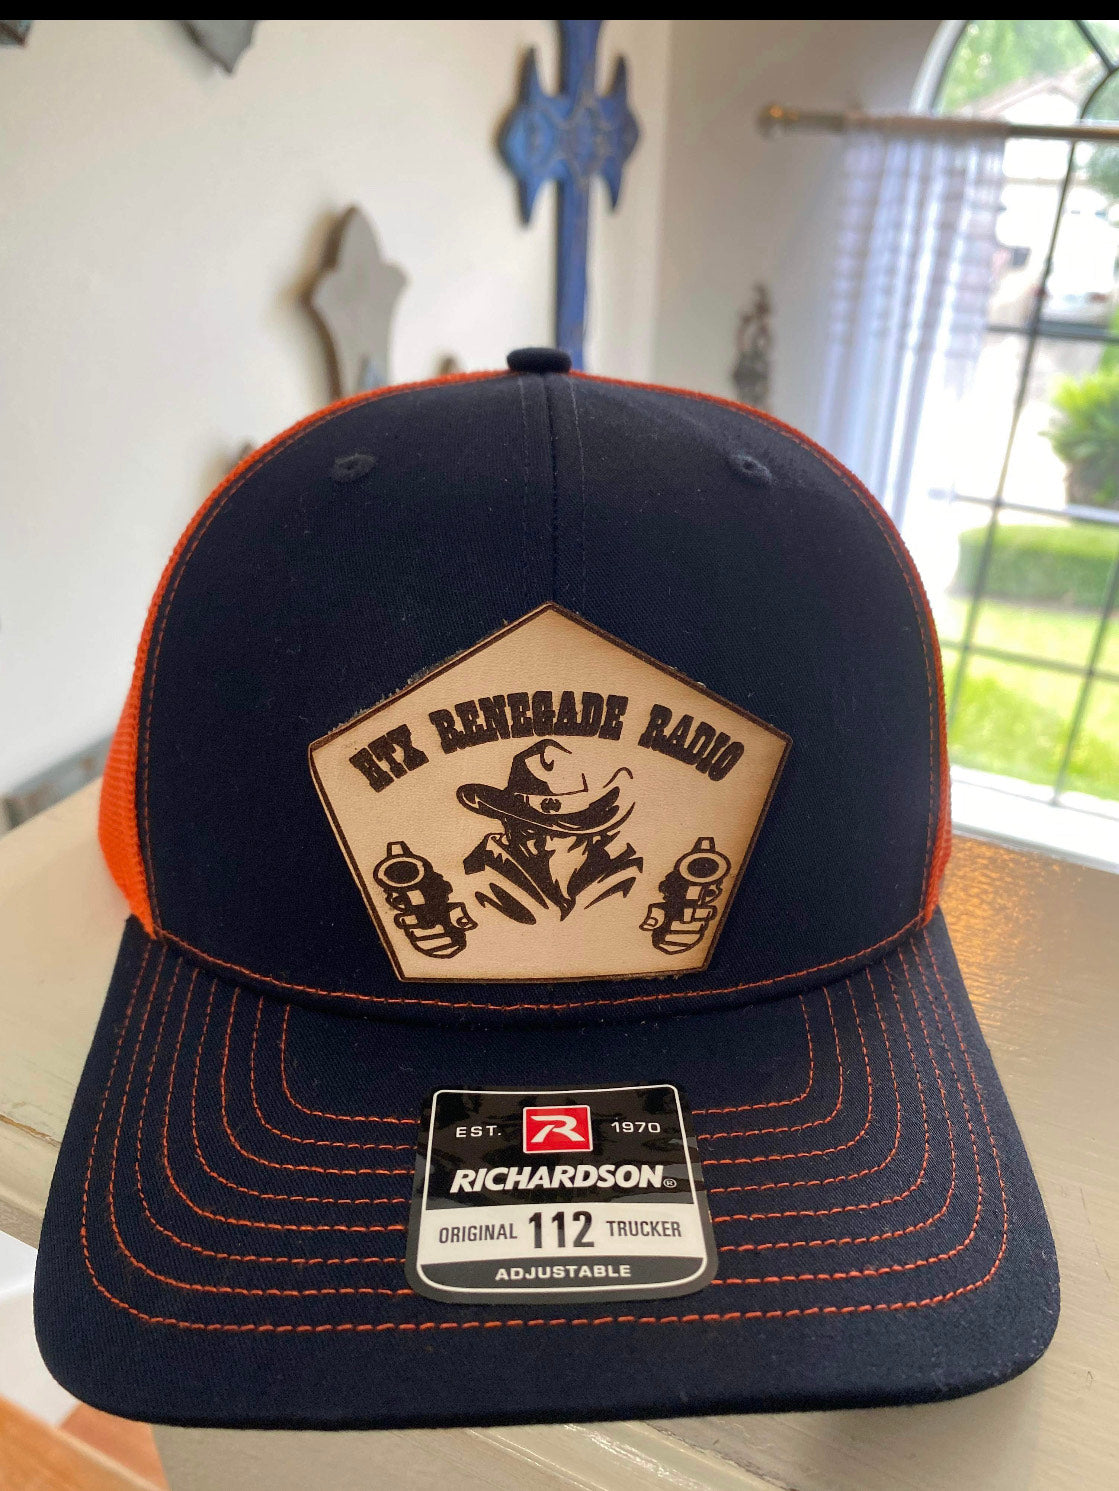 HTX RENEGADE RADIO
EST. R 1970
RICHARDSON®
ORIGINAL 112 TRUCKER
ADJUSTABLE